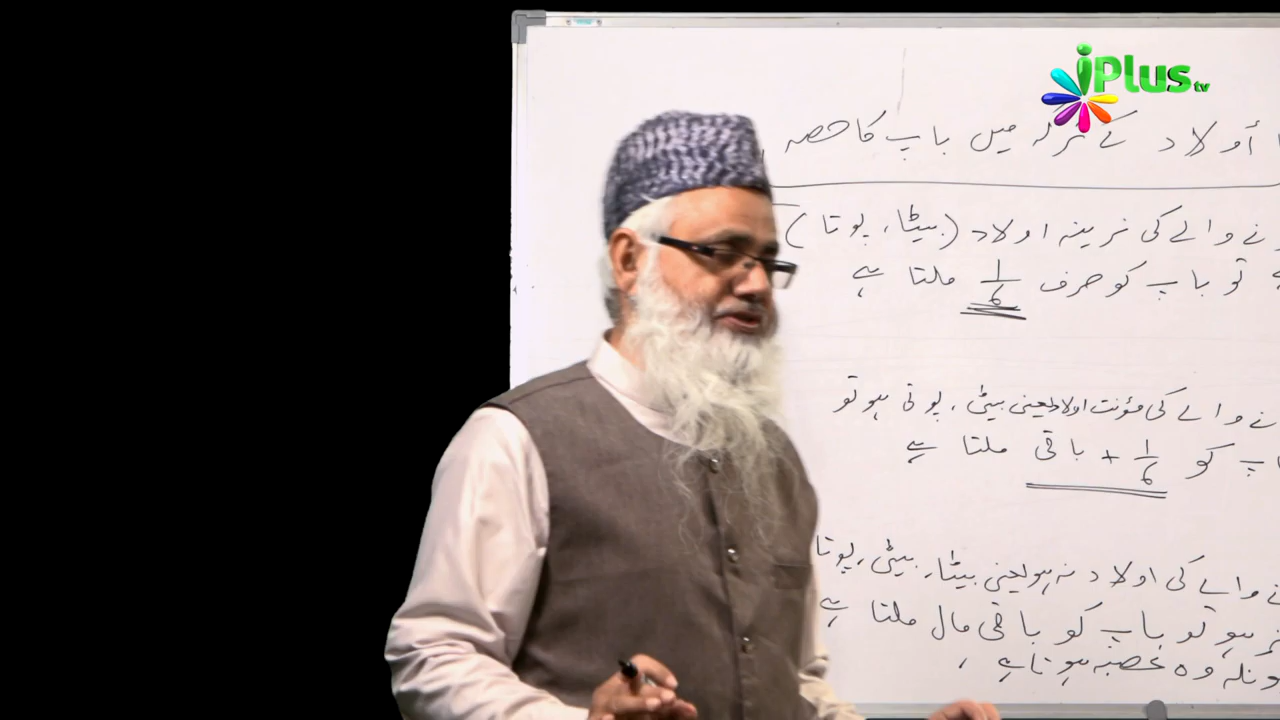 iPlus tv
أولاد کے ترکہ میں باپ کا حصہ
نے والے کی نرینہ اولاد (بیٹا، پوتا)
تو باپ کو صرف 1/6 ملتا ہے
نے والے کی مؤنث اولاد یعنی بیٹی، پوتی ہو تو
کو 1/6 + باقی ملتا ہے
والے کی اولاد نہ ہو یعنی بیٹا، بیٹی، پوتا
ہو تو باپ کو باقی مال ملتا ہے
وہ عصبہ ہوتا ہے،